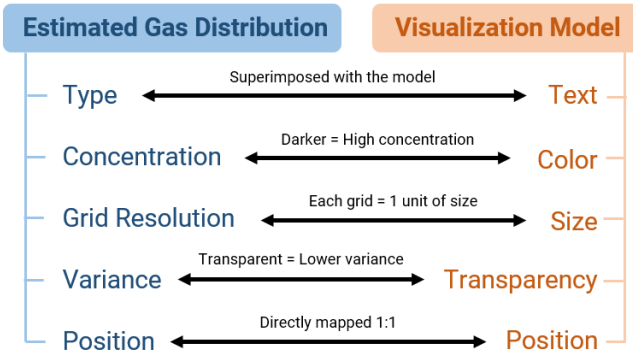 Estimated Gas Distribution
Visualization Model
Type
Superimposed with the model
Text
Concentration
Darker = High concentration
Color
Grid Resolution
Each grid = 1 unit of size
Size
Variance
Transparent = Lower variance
Transparency
Position
Directly mapped 1:1
Position